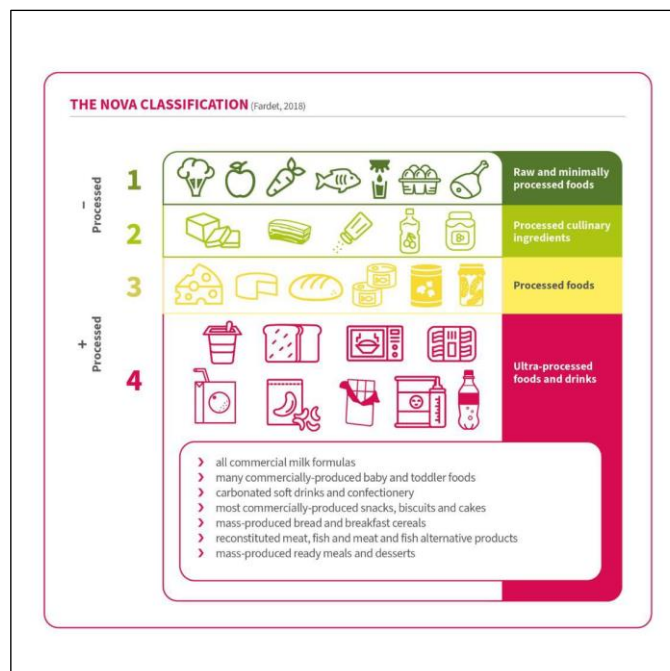 THE NOVA CLASSIFICATION (Fardet, 2018)
– Processed
1
Raw and minimally
processed foods
2
Processed cullinary
ingredients
3
Processed foods
+ Processed
4
Ultra-processed
foods and drinks
› all commercial milk formulas
› many commercially-produced baby and toddler foods
› carbonated soft drinks and confectionery
› most commercially-produced snacks, biscuits and cakes
› mass-produced bread and breakfast cereals
› reconstituted meat, fish and meat and fish alternative products
› mass-produced ready meals and desserts